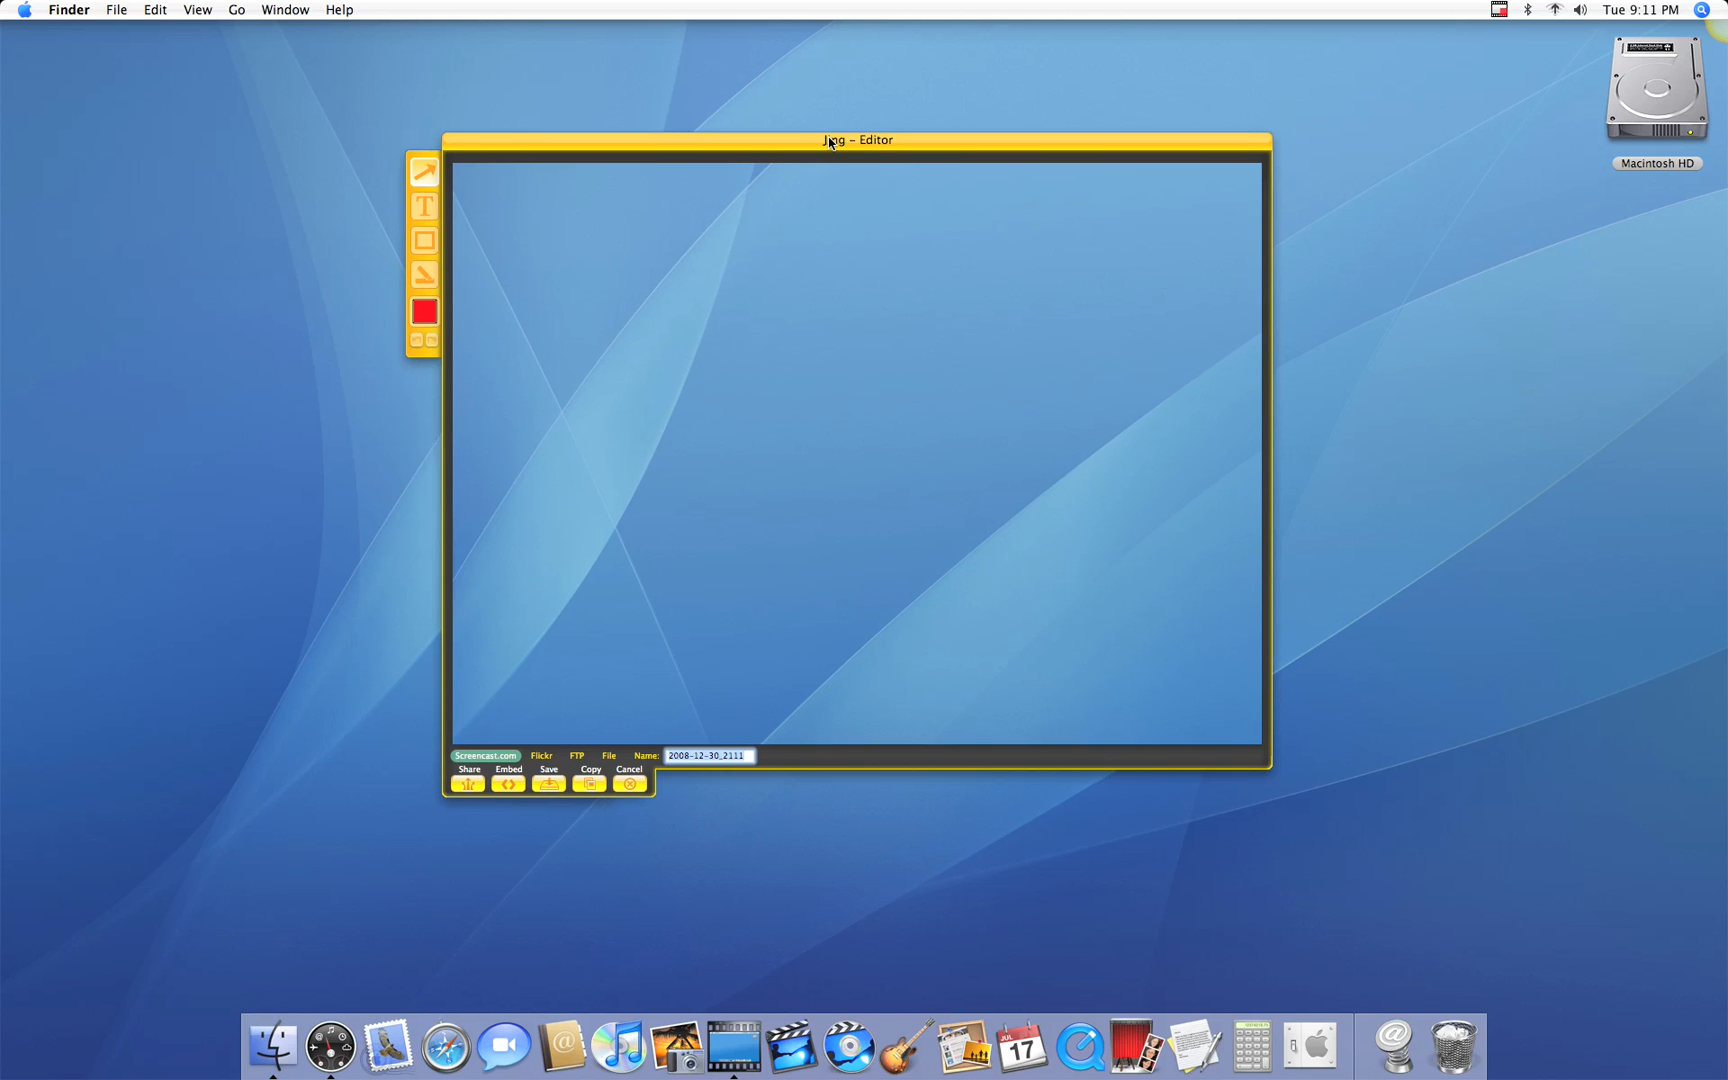 Finder File Edit View Go Window Help
Tue 9:11 PM
Macintosh HD
Jing – Editor
T
Screencast.com Flickr FTP File Name: 2008-12-30_2111
Share Embed Save Copy Cancel
JUL
17